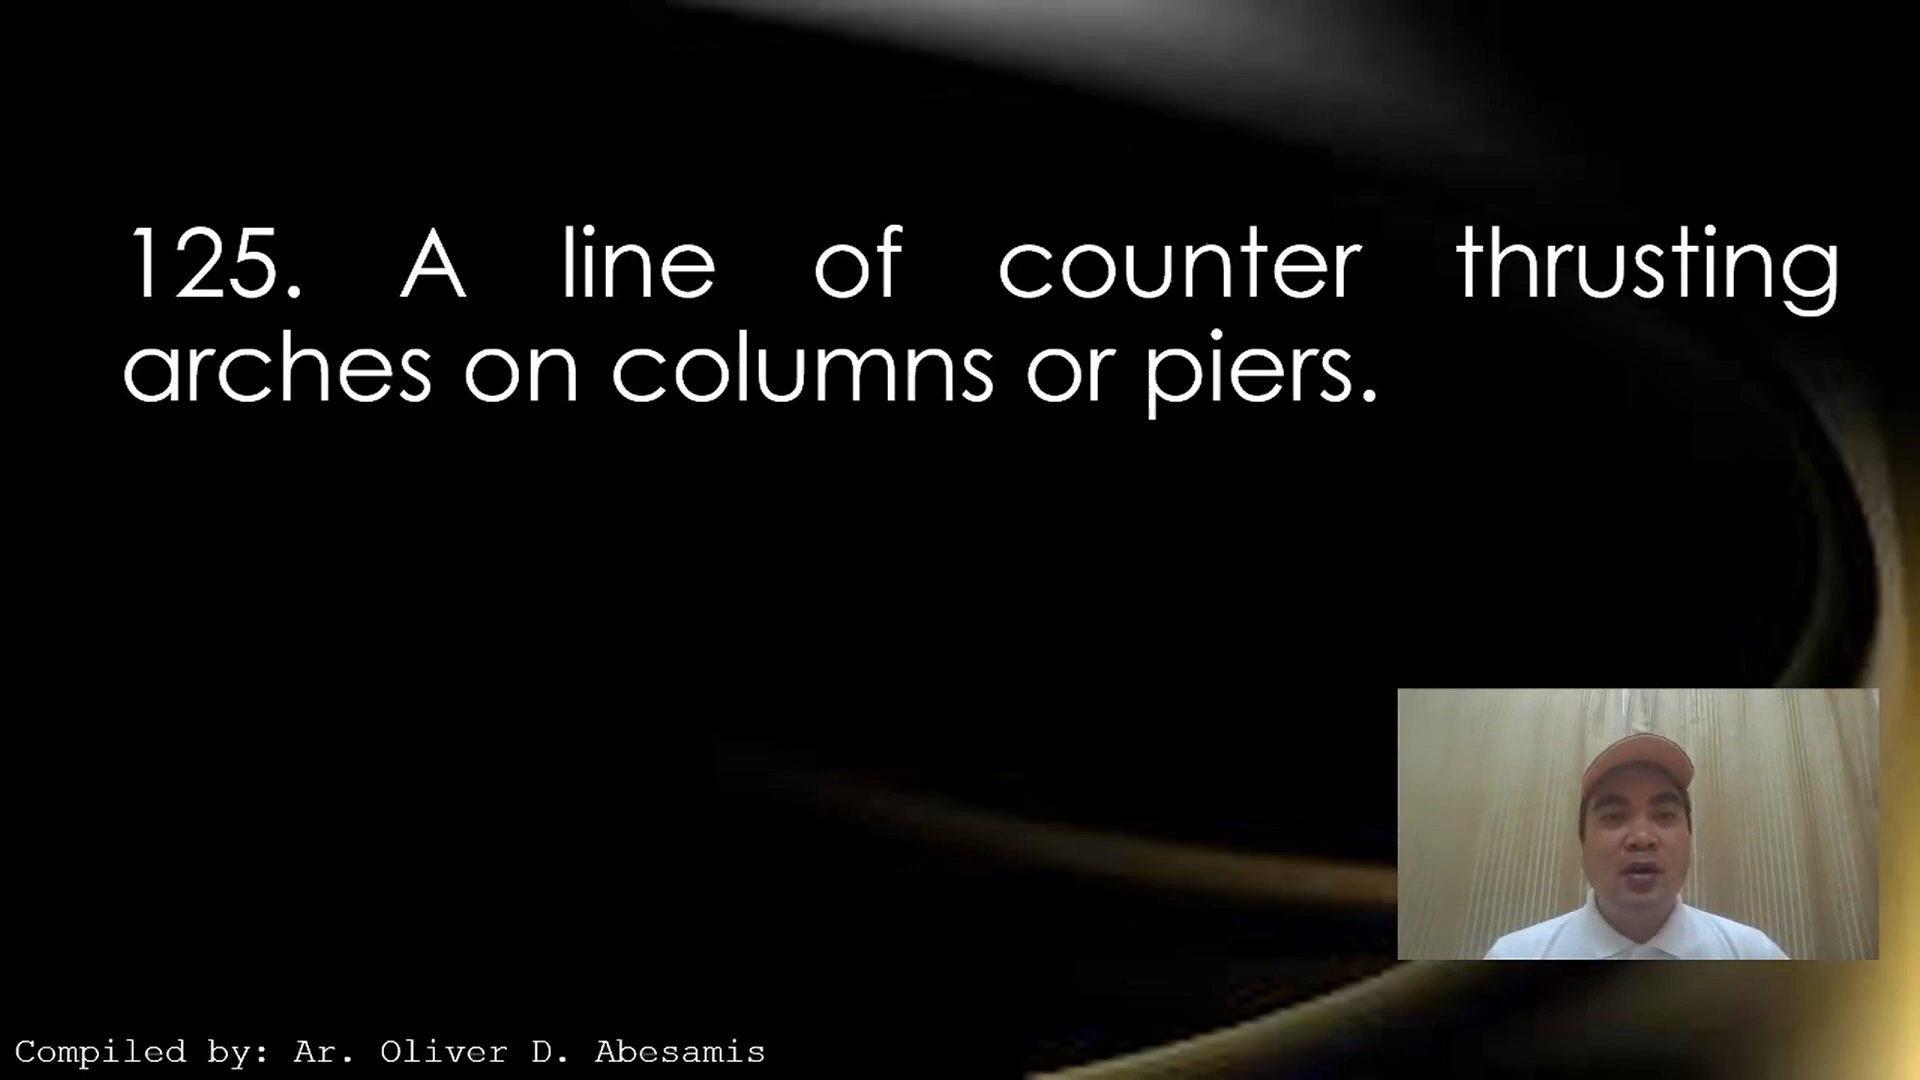 125. A line of counter thrusting
arches on columns or piers.
Compiled by: Ar. Oliver D. Abesamis